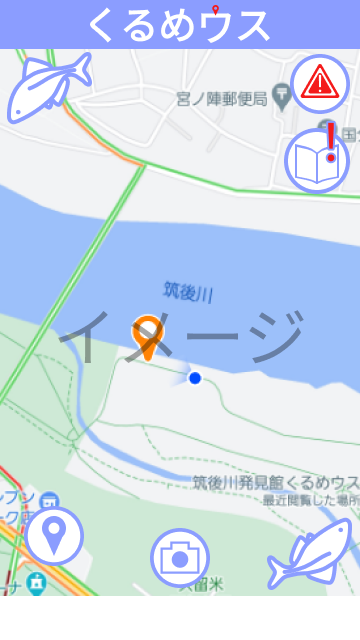 くるめウス
宮ノ陣郵便局
筑後川
イメージ
筑後川発見館くるめウス
最近閲覧した場所
久留米